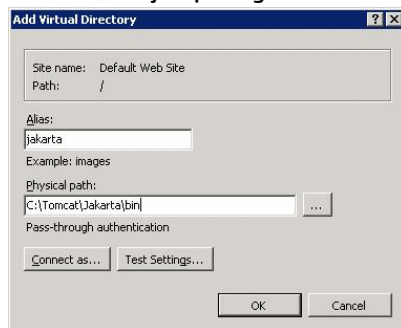 Add Virtual Directory
Site name: Default Web Site
Path: /
Alias:
jakarta
Example: images
Physical path:
C:\Tomcat\Jakarta\bin
...
Pass-through authentication
Connect as... Test Settings...
OK Cancel